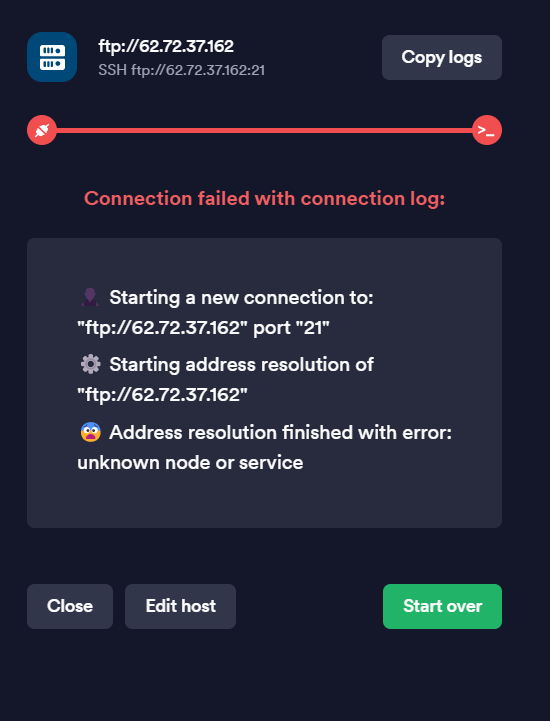 ftp://62.72.37.162
SSH ftp://62.72.37.162:21
Copy logs
>_
Connection failed with connection log:
Starting a new connection to:
"ftp://62.72.37.162" port "21"
Starting address resolution of
"ftp://62.72.37.162"
Address resolution finished with error:
unknown node or service
Close
Edit host
Start over